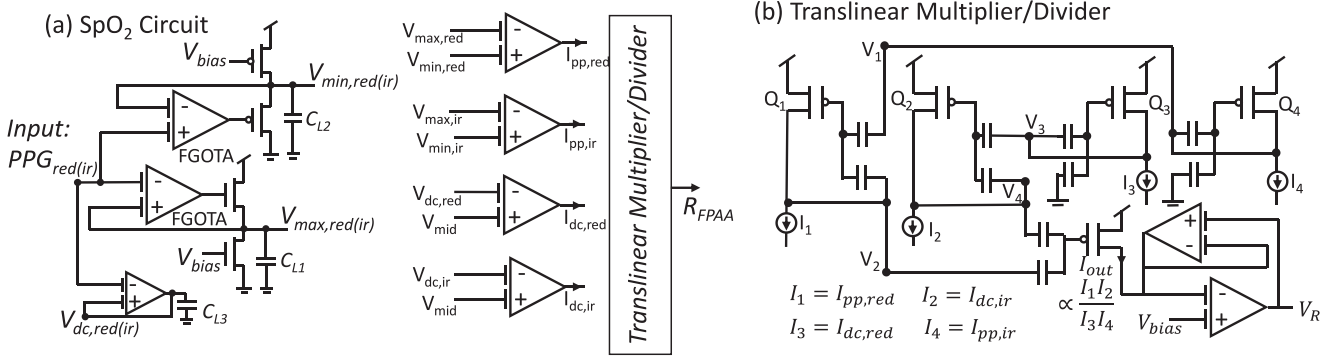 (a) SpO2 Circuit
Vbias
Vmin,red(ir)
-
+
CL2
FGOTA
Input:
PPGred(ir)
-
+
FGOTA
Vmax,red(ir)
Vbias
CL1
-
+
CL3
Vdc,red(ir)
Vmax,red
Vmin,red
-
+
Ipp,red
Vmax,ir
Vmin,ir
-
+
Ipp,ir
Vdc,red
Vmid
-
+
Idc,red
Vdc,ir
Vmid
-
+
Idc,ir
Translinear Multiplier/Divider
RFPAA
(b) Translinear Multiplier/Divider
V1
Q1
Q2
Q3
Q4
V3
V4
I3
I4
I1
I2
V2
Iout
∝ I1I2
I3I4
+
-
-
+
Vbias
VR
I1 = Ipp,red I2 = Idc,ir
I3 = Idc,red I4 = Ipp,ir